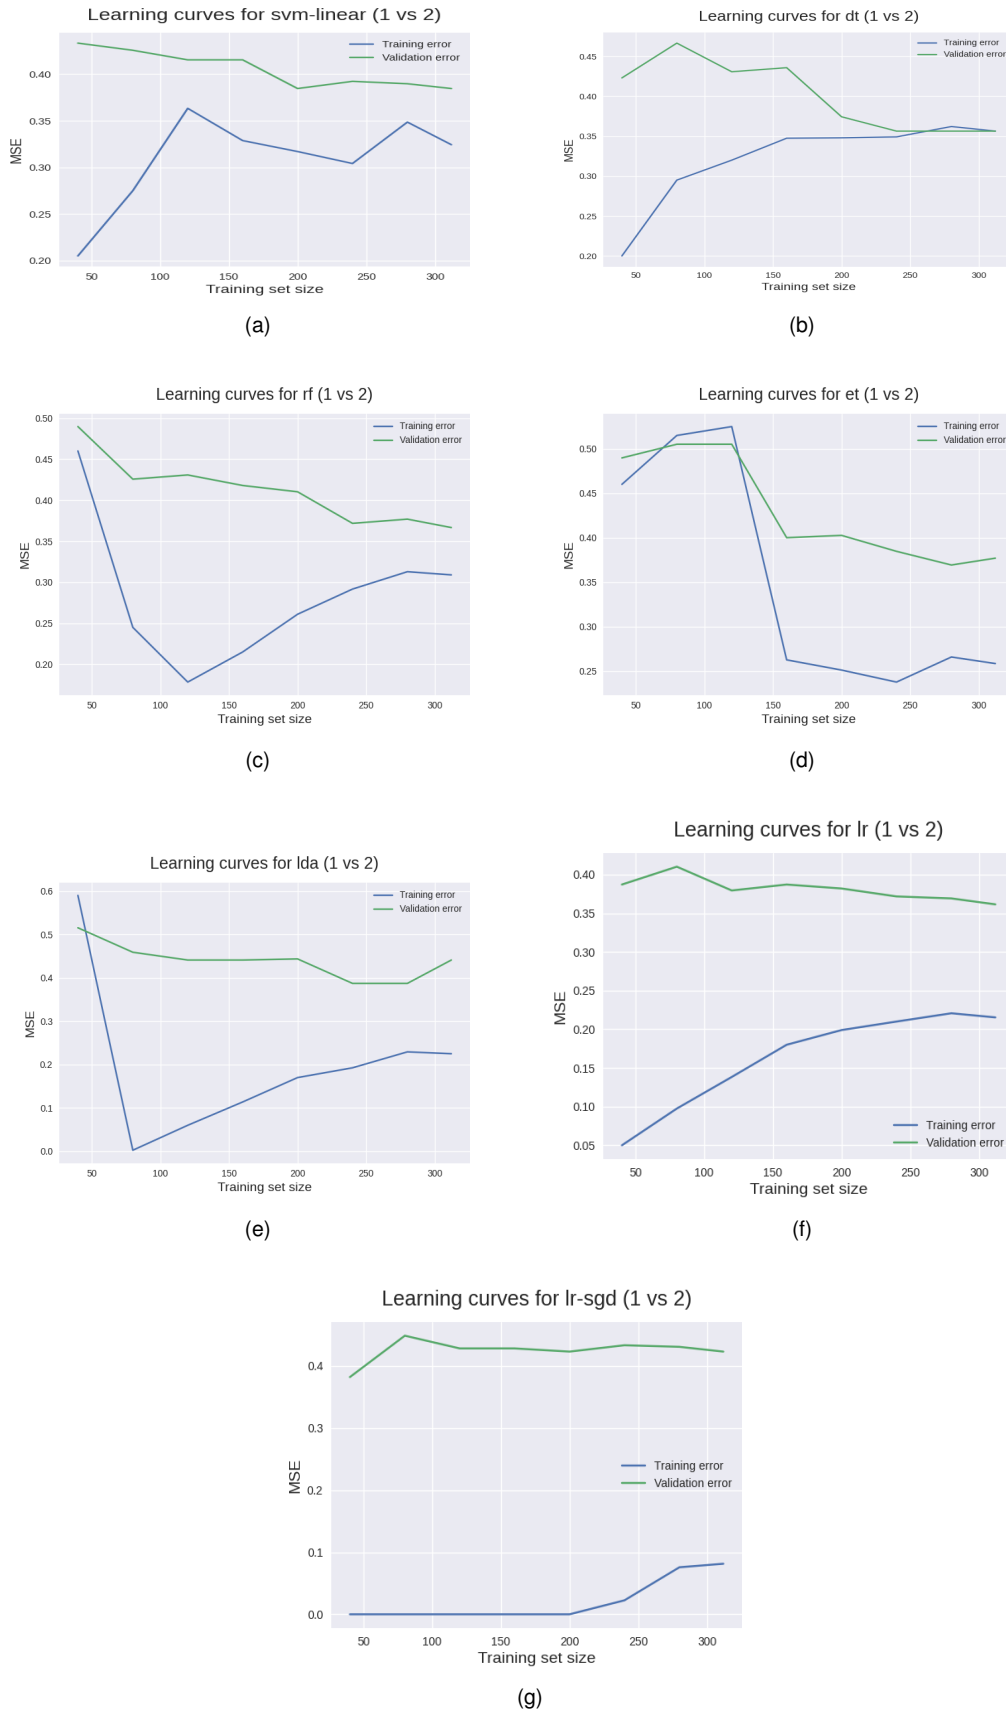 Learning curves for svm-linear (1 vs 2)
Training error
Validation error
0.40
0.35
0.30
0.25
0.20
MSE
50 100 150 200 250 300
Training set size
(a)
Learning curves for dt (1 vs 2)
Training error
Validation error
0.45
0.40
0.35
0.30
0.25
0.20
MSE
50 100 150 200 250 300
Training set size
(b)
Learning curves for rf (1 vs 2)
Training error
Validation error
0.50
0.45
0.40
0.35
0.30
0.25
0.20
MSE
50 100 150 200 250 300
Training set size
(c)
Learning curves for et (1 vs 2)
Training error
Validation error
0.50
0.45
0.40
0.35
0.30
0.25
MSE
50 100 150 200 250 300
Training set size
(d)
Learning curves for lda (1 vs 2)
Training error
Validation error
0.6
0.5
0.4
0.3
0.2
0.1
0.0
MSE
50 100 150 200 250 300
Training set size
(e)
Learning curves for lr (1 vs 2)
0.40
0.35
0.30
0.25
0.20
0.15
0.10
0.05
MSE
Training error
Validation error
50 100 150 200 250 300
Training set size
(f)
Learning curves for lr-sgd (1 vs 2)
0.4
0.3
0.2
0.1
0.0
MSE
Training error
Validation error
50 100 150 200 250 300
Training set size
(g)